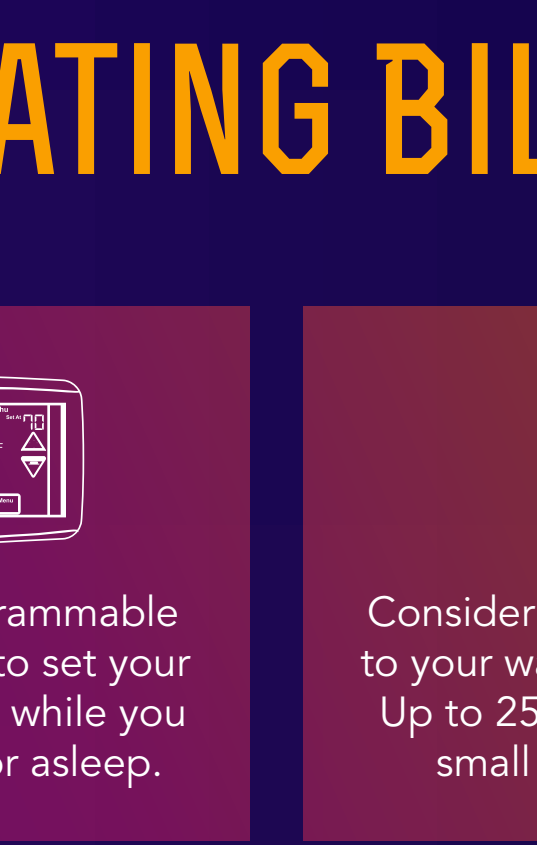 ATING BIL
hu
Set At 70
Menu
rammable
to set your
while you
or asleep.
Consider
to your wa
Up to 25
small